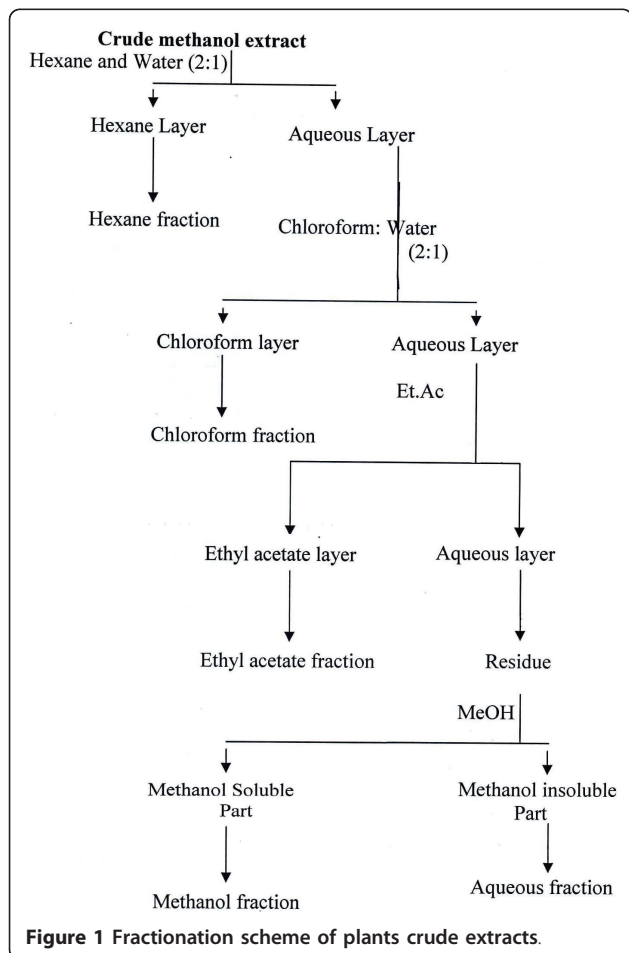 Crude methanol extract
Hexane and Water (2:1)
Hexane Layer
Aqueous Layer
Hexane fraction
Chloroform: Water
(2:1)
Chloroform layer
Aqueous Layer
Et.Ac
Chloroform fraction
Ethyl acetate layer
Aqueous layer
Ethyl acetate fraction
Residue
MeOH
Methanol Soluble
Part
Methanol insoluble
Part
Methanol fraction
Aqueous fraction
Figure 1 Fractionation scheme of plants crude extracts.